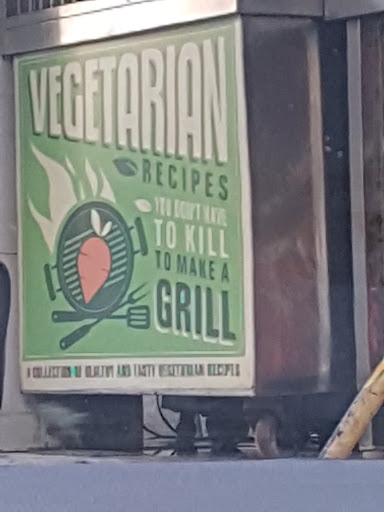 VEGETARIAN
RECIPES
YOU DON'T HAVE
TO KILL
TO MAKE A
GRILL
A COLLECTION OF HEALTHY AND TASTY VEGETARIAN RECIPES